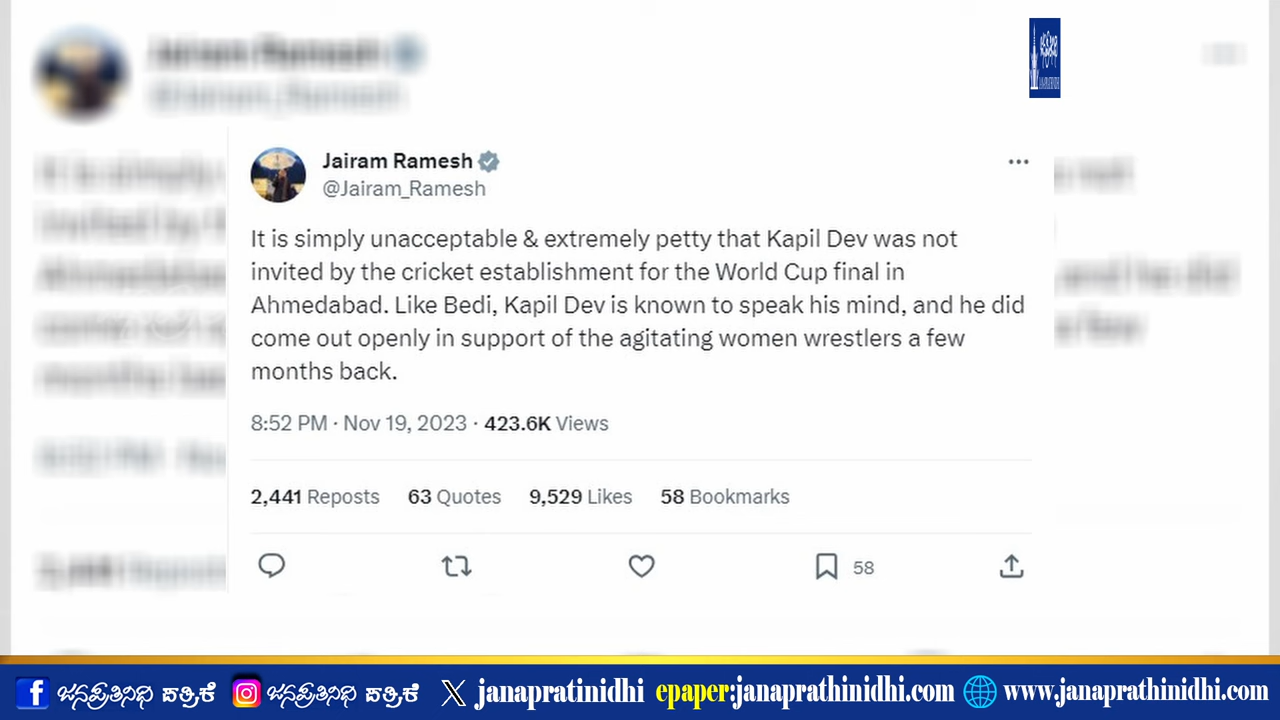 Jairam Ramesh
@Jairam_Ramesh
It is simply unacceptable & extremely petty that Kapil Dev was not
invited by the cricket establishment for the World Cup final in
Ahmedabad. Like Bedi, Kapil Dev is known to speak his mind, and he did
come out openly in support of the agitating women wrestlers a few
months back.
8:52 PM · Nov 19, 2023 · 423.6K Views
2,441 Reposts 63 Quotes 9,529 Likes 58 Bookmarks
58
ಜನಪ್ರತಿನಿಧಿ ಪತ್ರಿಕೆ ಜನಪ್ರತಿನಿಧಿ ಪತ್ರಿಕೆ janapratinidhi epaper:janaprathinidhi.com www.janaprathinidhi.com